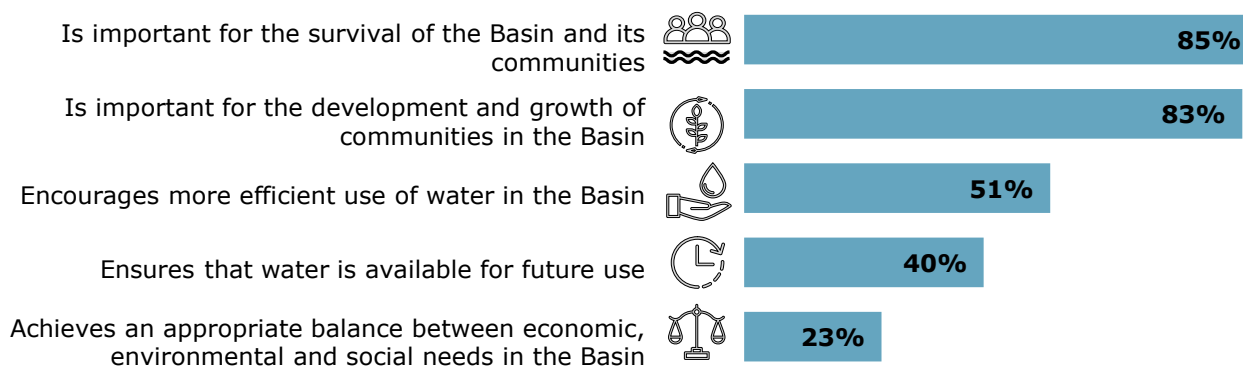 Is important for the survival of the Basin and its
communities
85%
Is important for the development and growth of
communities in the Basin
83%
Encourages more efficient use of water in the Basin
51%
Ensures that water is available for future use
40%
Achieves an appropriate balance between economic,
environmental and social needs in the Basin
23%